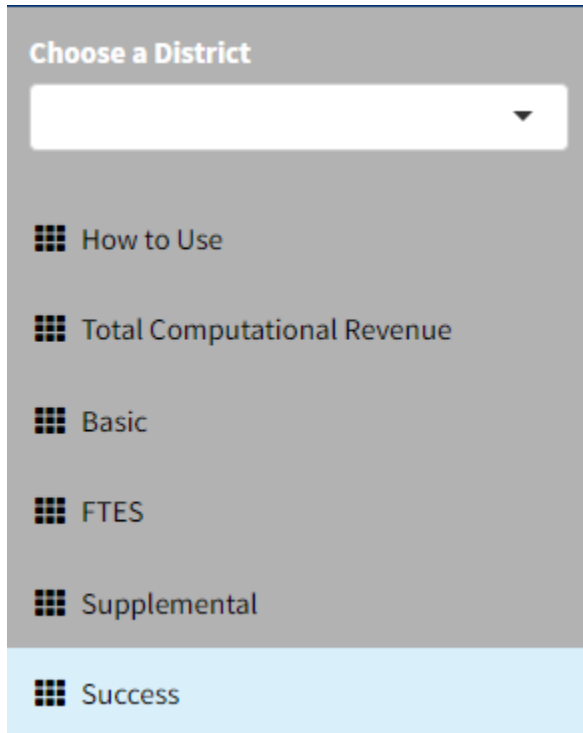 Choose a District
How to Use
Total Computational Revenue
Basic
FTES
Supplemental
Success